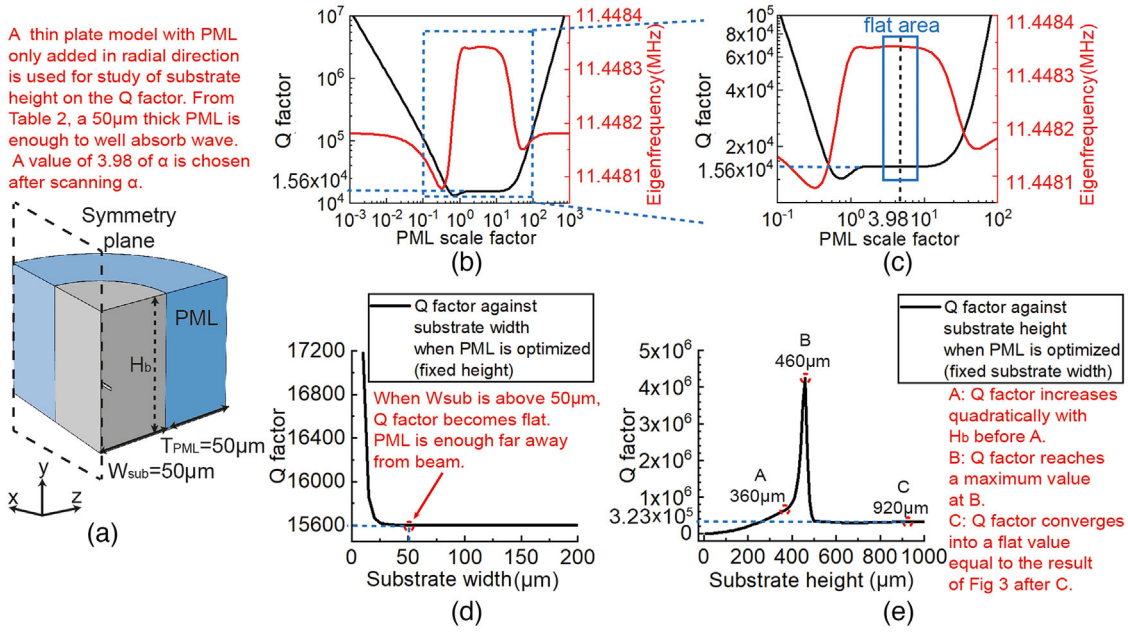 A thin plate model with PML
only added in radial direction
is used for study of substrate
height on the Q factor. From
Table 2, a 50μm thick PML is
enough to well absorb wave.
A value of 3.98 of α is chosen
after scanning α.
Symmetry
plane
PML
H_b
T_PML=50μm
W_sub=50μm
y
x
z
(a)
Q factor
10^7
10^6
10^5
1.56x10^4
10^4
10^-3 10^-2 10^-1 10^0 10^1 10^2 10^3
PML scale factor
11.4484
11.4483
11.4482
11.4481
Eigenfrequency(MHz)
(b)
Q factor
10x10^4
8x10^4
6x10^4
4x10^4
2x10^4
1.56x10^4
flat area
10^-1 10^0 3.98 10^1 10^2
PML scale factor
11.4484
11.4483
11.4482
11.4481
Eigenfrequency(MHz)
(c)
Q factor against
substrate width
when PML is optimized
(fixed height)
When Wsub is above 50μm,
Q factor becomes flat.
PML is enough far away
from beam.
Q factor
17200
16800
16400
16000
15600
0 50 100 150 200
Substrate width (μm)
(d)
Q factor against
substrate height
when PML is optimized
(fixed substrate width)
Q factor
5x10^6
4x10^6
3x10^6
2x10^6
1x10^6
3.23x10^5
0
B
460μm
A
360μm
C
920μm
0 200 400 600 800 1000
Substrate height (μm)
(e)
A: Q factor increases
quadratically with
H_b before A.
B: Q factor reaches
a maximum value
at B.
C: Q factor converges
into a flat value
equal to the result
of Fig 3 after C.